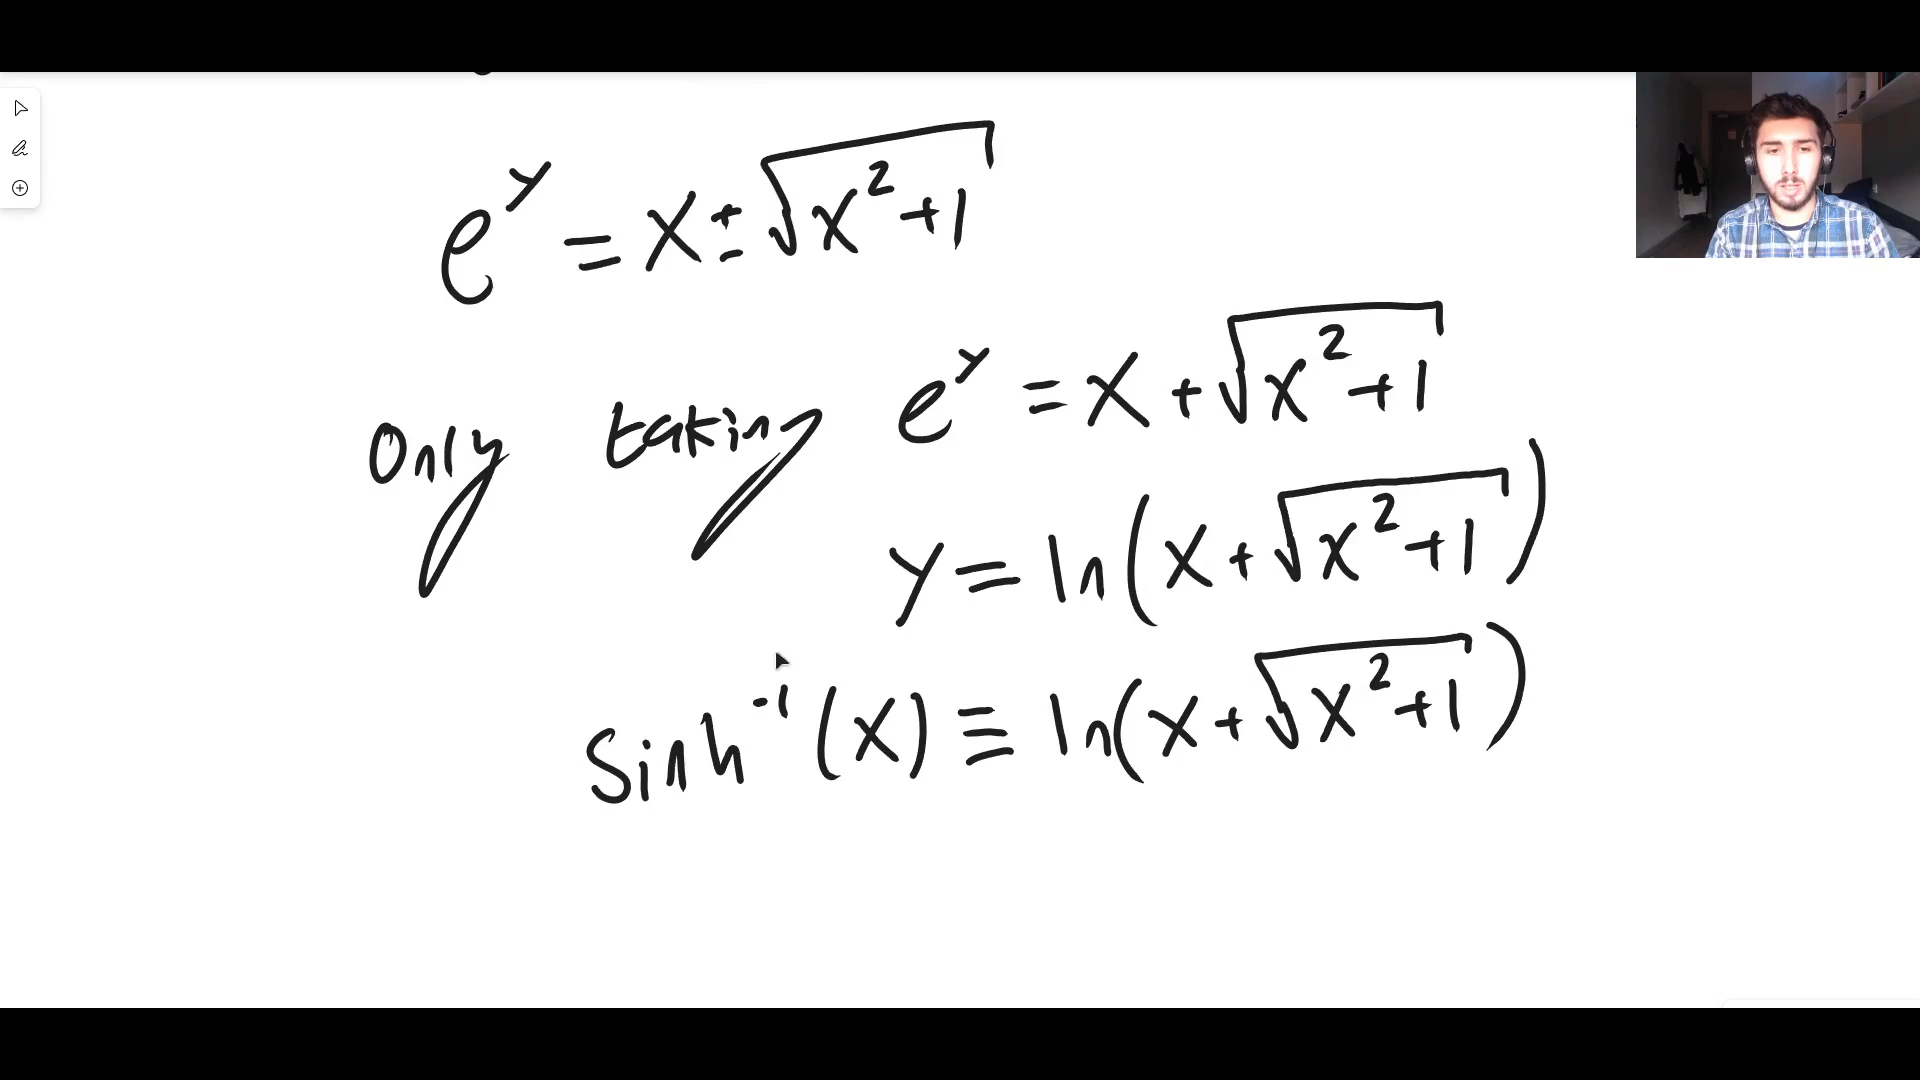 e^y = x ± √(x²+1)
Only taking e^y = x + √(x²+1)
y = ln(x + √(x²+1))
Sinh⁻¹(x) ≡ ln(x + √(x²+1))